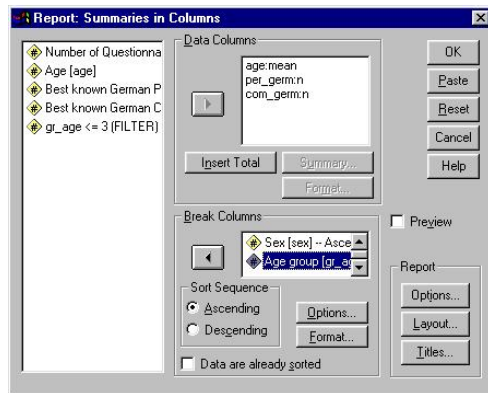 Report: Summaries in Columns
Number of Questionna
Age [age]
Best known German P
Best known German C
gr_age <= 3 (FILTER)
Data Columns
age:mean
per_germ:n
com_germ:n
Insert Total
Summary...
Format...
Break Columns
Sex [sex] -- Asce
Age group [gr_ag
Sort Sequence
Ascending
Descending
Options...
Format...
Data are already sorted
OK
Paste
Reset
Cancel
Help
Preview
Report
Options...
Layout...
Titles...